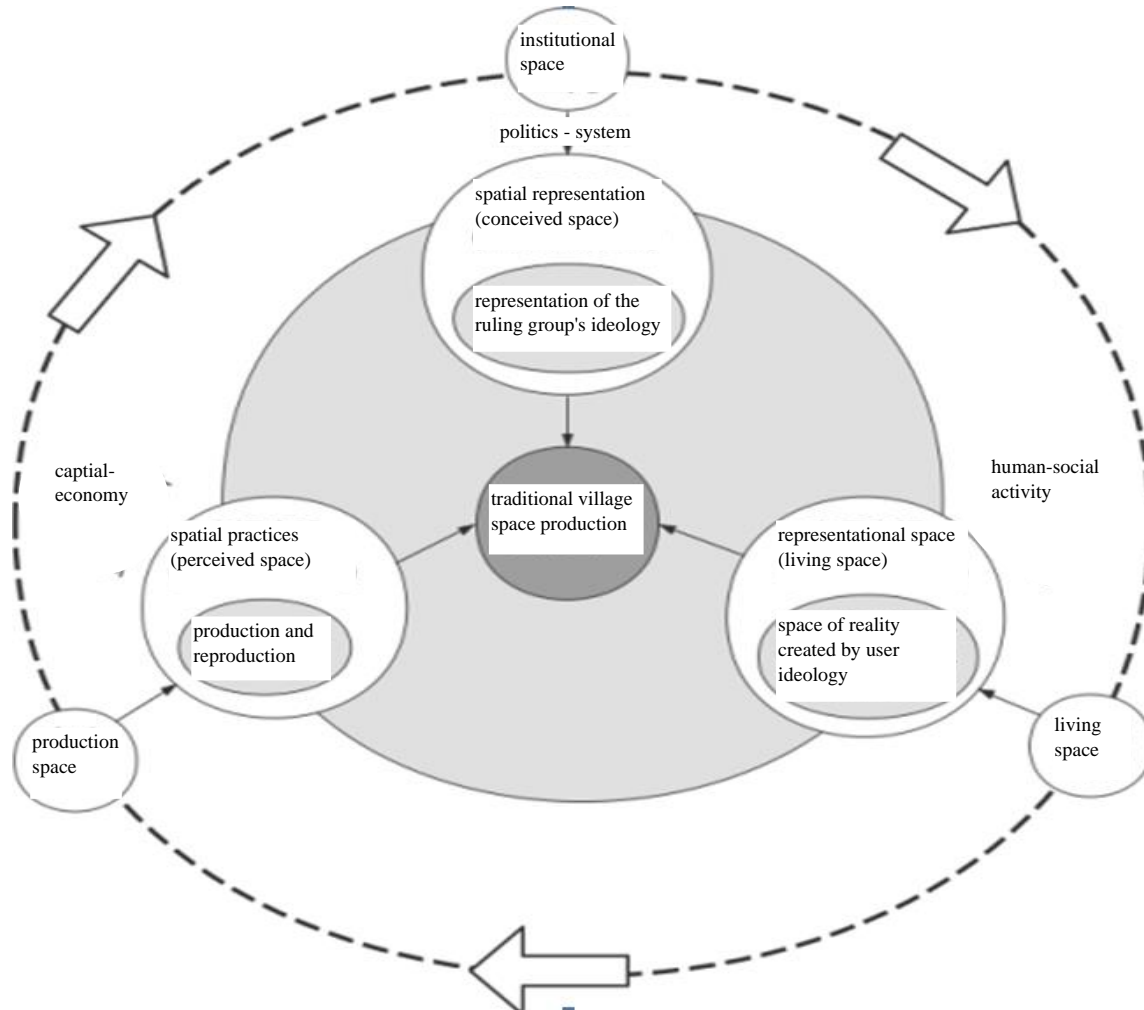 institutional
space
politics - system
spatial representation
(conceived space)
representation of the
ruling group's ideology
captial-
economy
human-social
activity
traditional village
space production
spatial practices
(perceived space)
representational space
(living space)
production and
reproduction
space of reality
created by user
ideology
production
space
living
space